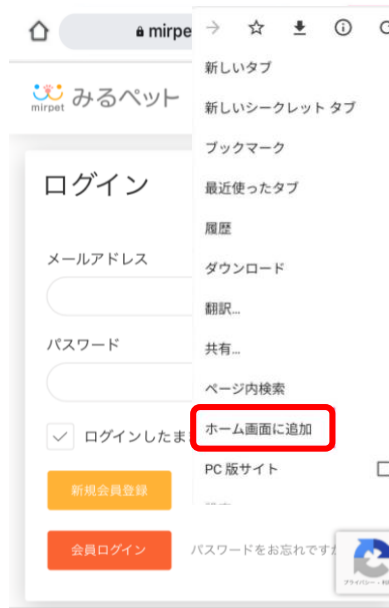 mirpe
新しいタブ
mirpet みるペット
新しいシークレット タブ
ブックマーク
ログイン
最近使ったタブ
履歴
メールアドレス
ダウンロード
翻訳...
パスワード
共有...
ページ内検索
ログインしたま
ホーム画面に追加
PC 版サイト
新規会員登録
会員ログイン
パスワードをお忘れです